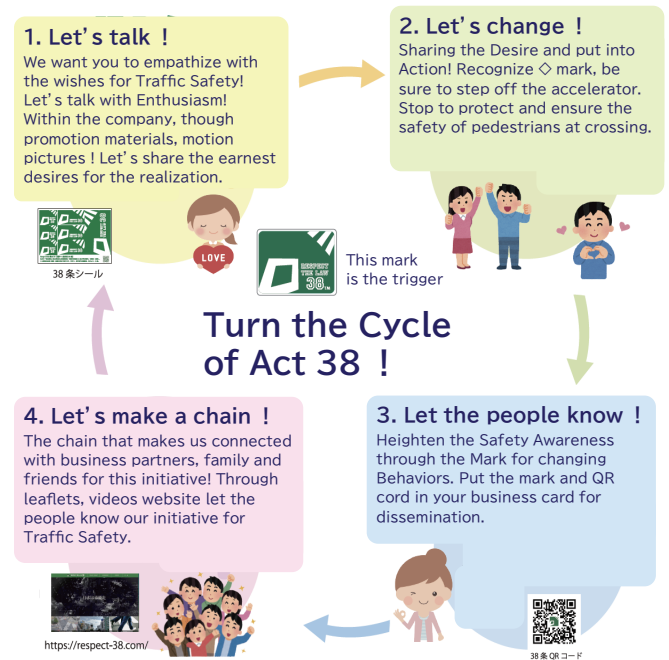 1. Let's talk !
We want you to empathize with
the wishes for Traffic Safety!
Let's talk with Enthusiasm!
Within the company, though
promotion materials, motion
pictures ! Let's share the earnest
desires for the realization.
LOVE
38条シール
2. Let's change !
Sharing the Desire and put into
Action! Recognize ◇ mark, be
sure to step off the accelerator.
Stop to protect and ensure the
safety of pedestrians at crossing.
RESPECT
THE LAW
38™
This mark
is the trigger
Turn the Cycle
of Act 38 !
3. Let the people know !
Heighten the Safety Awareness
through the Mark for changing
Behaviors. Put the mark and QR
cord in your business card for
dissemination.
38条QRコード
4. Let's make a chain !
The chain that makes us connected
with business partners, family and
friends for this initiative! Through
leaflets, videos website let the
people know our initiative for
Traffic Safety.
https://respect-38.com/